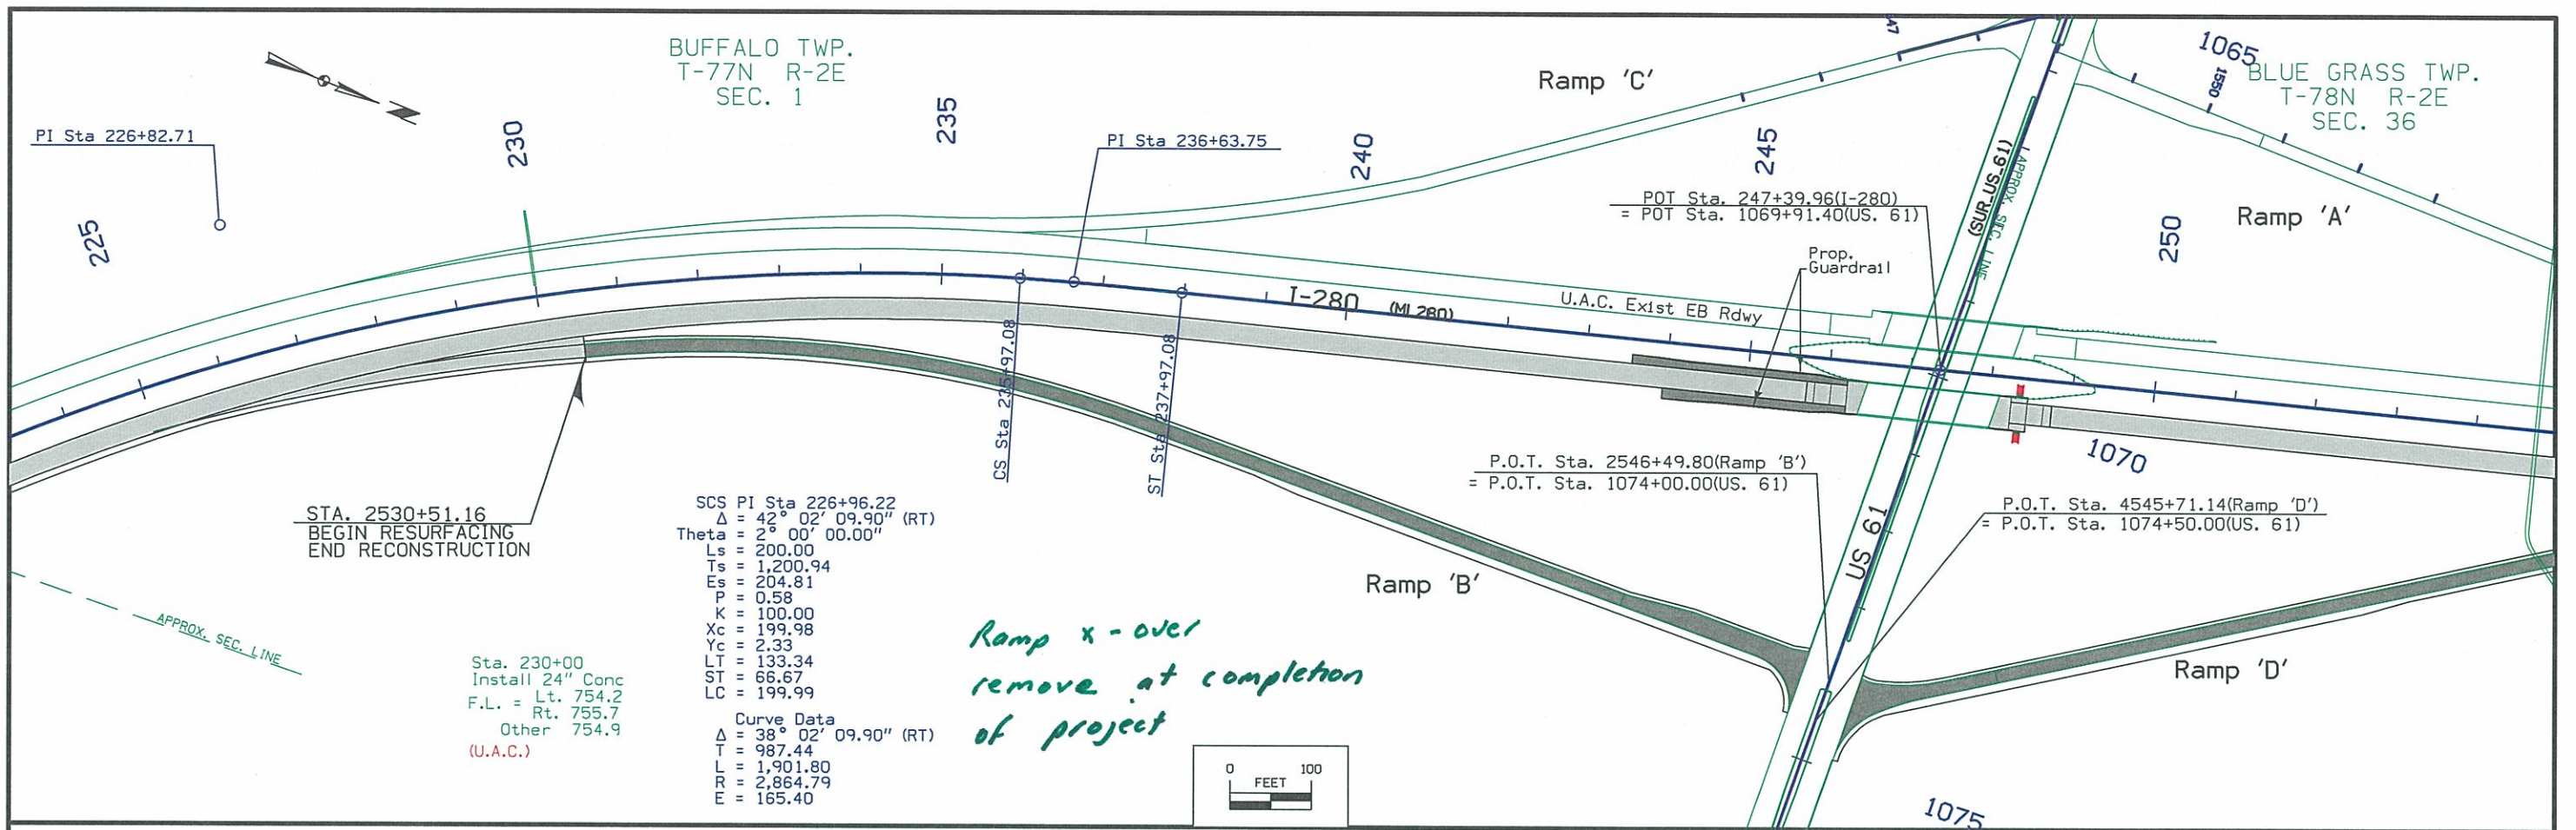 BUFFALO TWP.
T-77N R-2E
SEC. 1
PI Sta 226+82.71
225
230
235
PI Sta 236+63.75
240
Ramp 'C'
245
A7
1065
1550
BLUE GRASS TWP.
T-78N R-2E
SEC. 36
Ramp 'A'
250
(SUR_US_61)
APPROX. SEC. LINE
POT Sta. 247+39.96(I-280)
= POT Sta. 1069+91.40(US. 61)
Prop.
Guardrail
I-280 (ML280)
U.A.C. Exist EB Rdwy
CS Sta 235+97.08
ST Sta 237+97.08
1070
P.O.T. Sta. 2546+49.80(Ramp 'B')
= P.O.T. Sta. 1074+00.00(US. 61)
P.O.T. Sta. 4545+71.14(Ramp 'D')
= P.O.T. Sta. 1074+50.00(US. 61)
US 61
STA. 2530+51.16
BEGIN RESURFACING
END RECONSTRUCTION
SCS PI Sta 226+96.22
Δ = 42° 02' 09.90" (RT)
Theta = 2° 00' 00.00"
Ls = 200.00
Ts = 1,200.94
Es = 204.81
P = 0.58
K = 100.00
Xc = 199.98
Yc = 2.33
LT = 133.34
ST = 66.67
LC = 199.99
Curve Data
Δ = 38° 02' 09.90" (RT)
T = 987.44
L = 1,901.80
R = 2,864.79
E = 165.40
Ramp 'B'
Ramp 'D'
APPROX. SEC. LINE
Sta. 230+00
Install 24" Conc
F.L. = Lt. 754.2
Rt. 755.7
Other 754.9
(U.A.C.)
Ramp x-over
remove at completion
of project
0 100
FEET
1075